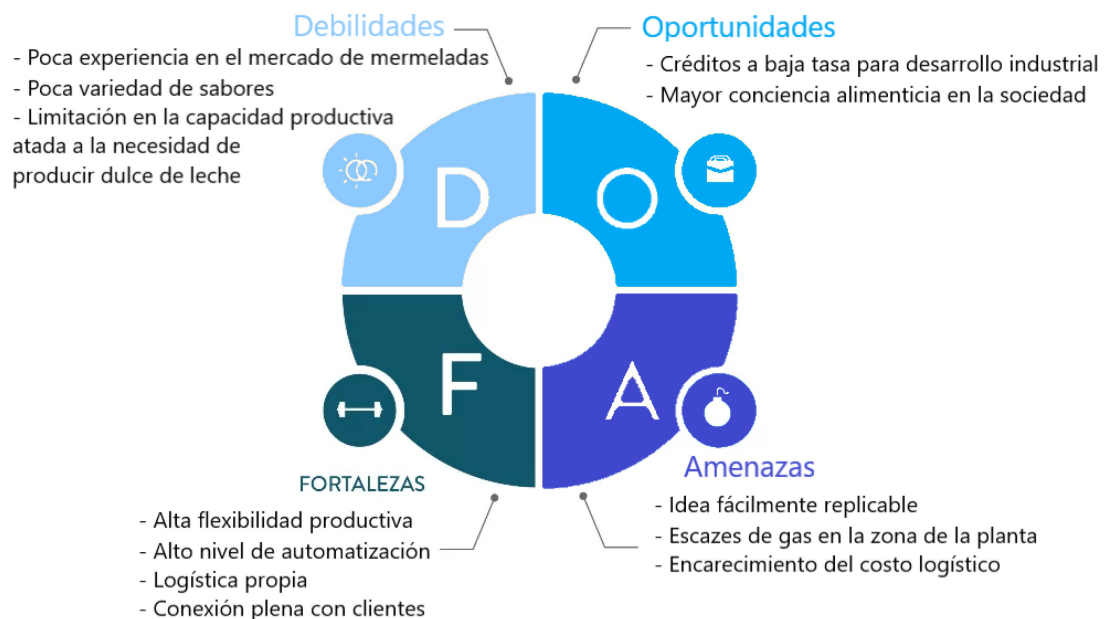 Debilidades
- Poca experiencia en el mercado de mermeladas
- Poca variedad de sabores
- Limitación en la capacidad productiva
atada a la necesidad de
producir dulce de leche
Oportunidades
- Créditos a baja tasa para desarrollo industrial
- Mayor conciencia alimenticia en la sociedad
D
O
F
A
FORTALEZAS
- Alta flexibilidad productiva
- Alto nivel de automatización
- Logística propia
- Conexión plena con clientes
Amenazas
- Idea fácilmente replicable
- Escazes de gas en la zona de la planta
- Encarecimiento del costo logístico